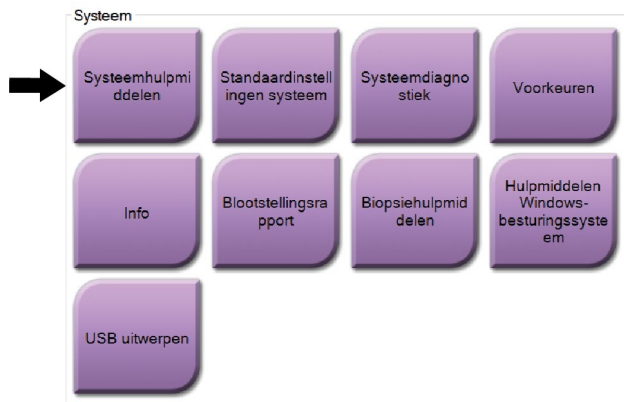 Systeem
Systeemhulpmi
ddelen
Standaardinstell
ingen systeem
Systeemdiagno
stiek
Voorkeuren
Info
Blootstellingsra
pport
Biopsiehulpmid
delen
Hulpmiddelen
Windows-
besturingssyste
em
USB uitwerpen